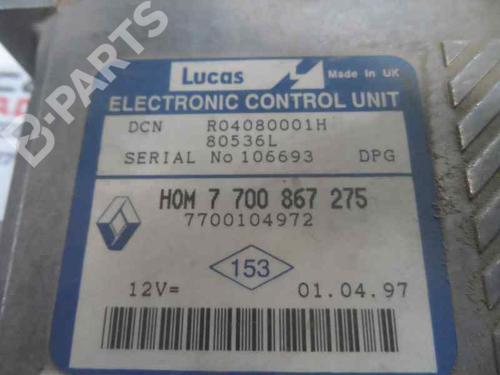 B-PARTS
Lucas Made in UK
ELECTRONIC CONTROL UNIT
DCN R04080001H
80536L
SERIAL No 106693 DPG
HOM 7 700 867 275
7700104972
153
12V= 01.04.97